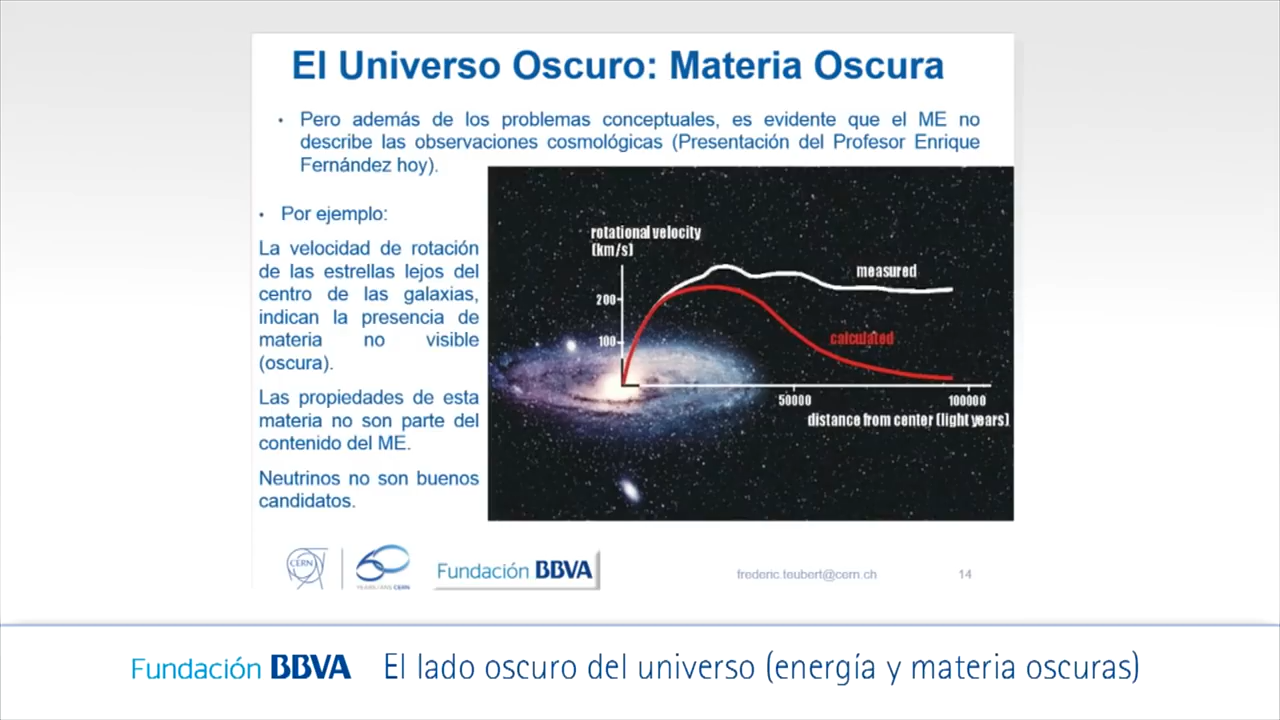 El Universo Oscuro: Materia Oscura
• Pero además de los problemas conceptuales, es evidente que el ME no
describe las observaciones cosmológicas (Presentación del Profesor Enrique
Fernández hoy).
• Por ejemplo:
La velocidad de rotación
de las estrellas lejos del
centro de las galaxias,
indican la presencia de
materia no visible
(oscura).
Las propiedades de esta
materia no son parte del
contenido del ME.
Neutrinos no son buenos
candidatos.
rotational velocity
(km/s)
measured
200
calculated
100
50000
100000
distance from center (light years)
CERN
60
YEARS/ANS CERN
Fundación BBVA
frederic.teubert@cern.ch
14
Fundación BBVA El lado oscuro del universo (energía y materia oscuras)